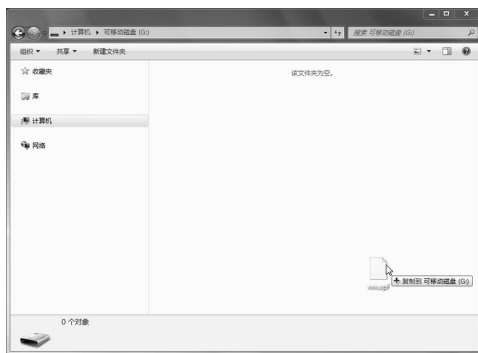 计算机 ▸ 可移动磁盘 (G:)
搜索 可移动磁盘 (G:)
组织 共享 新建文件夹
收藏夹
该文件夹为空。
库
计算机
网络
复制到 可移动磁盘 (G:)
0 个对象